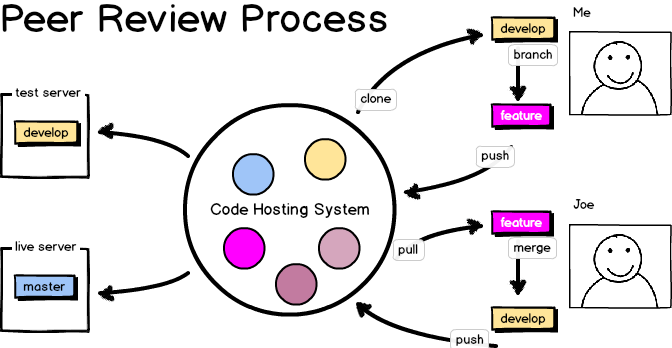 Peer Review Process
Me
develop
branch
clone
feature
test server
develop
push
Code Hosting System
Joe
feature
pull
merge
live server
master
develop
push